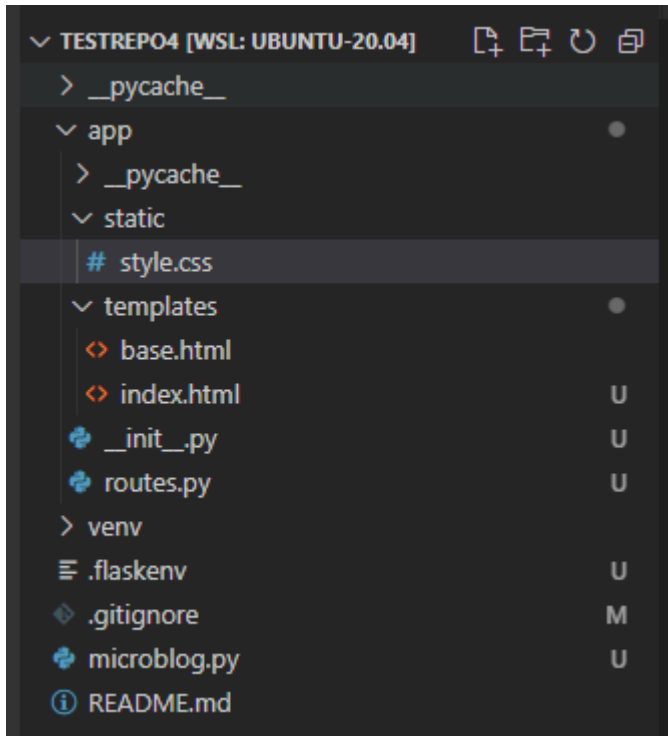 TESTREPO4 [WSL: UBUNTU-20.04]
__pycache__
app
__pycache__
static
# style.css
templates
<> base.html
<> index.html U
__init__.py U
routes.py U
venv
.flaskenv U
.gitignore M
microblog.py U
README.md